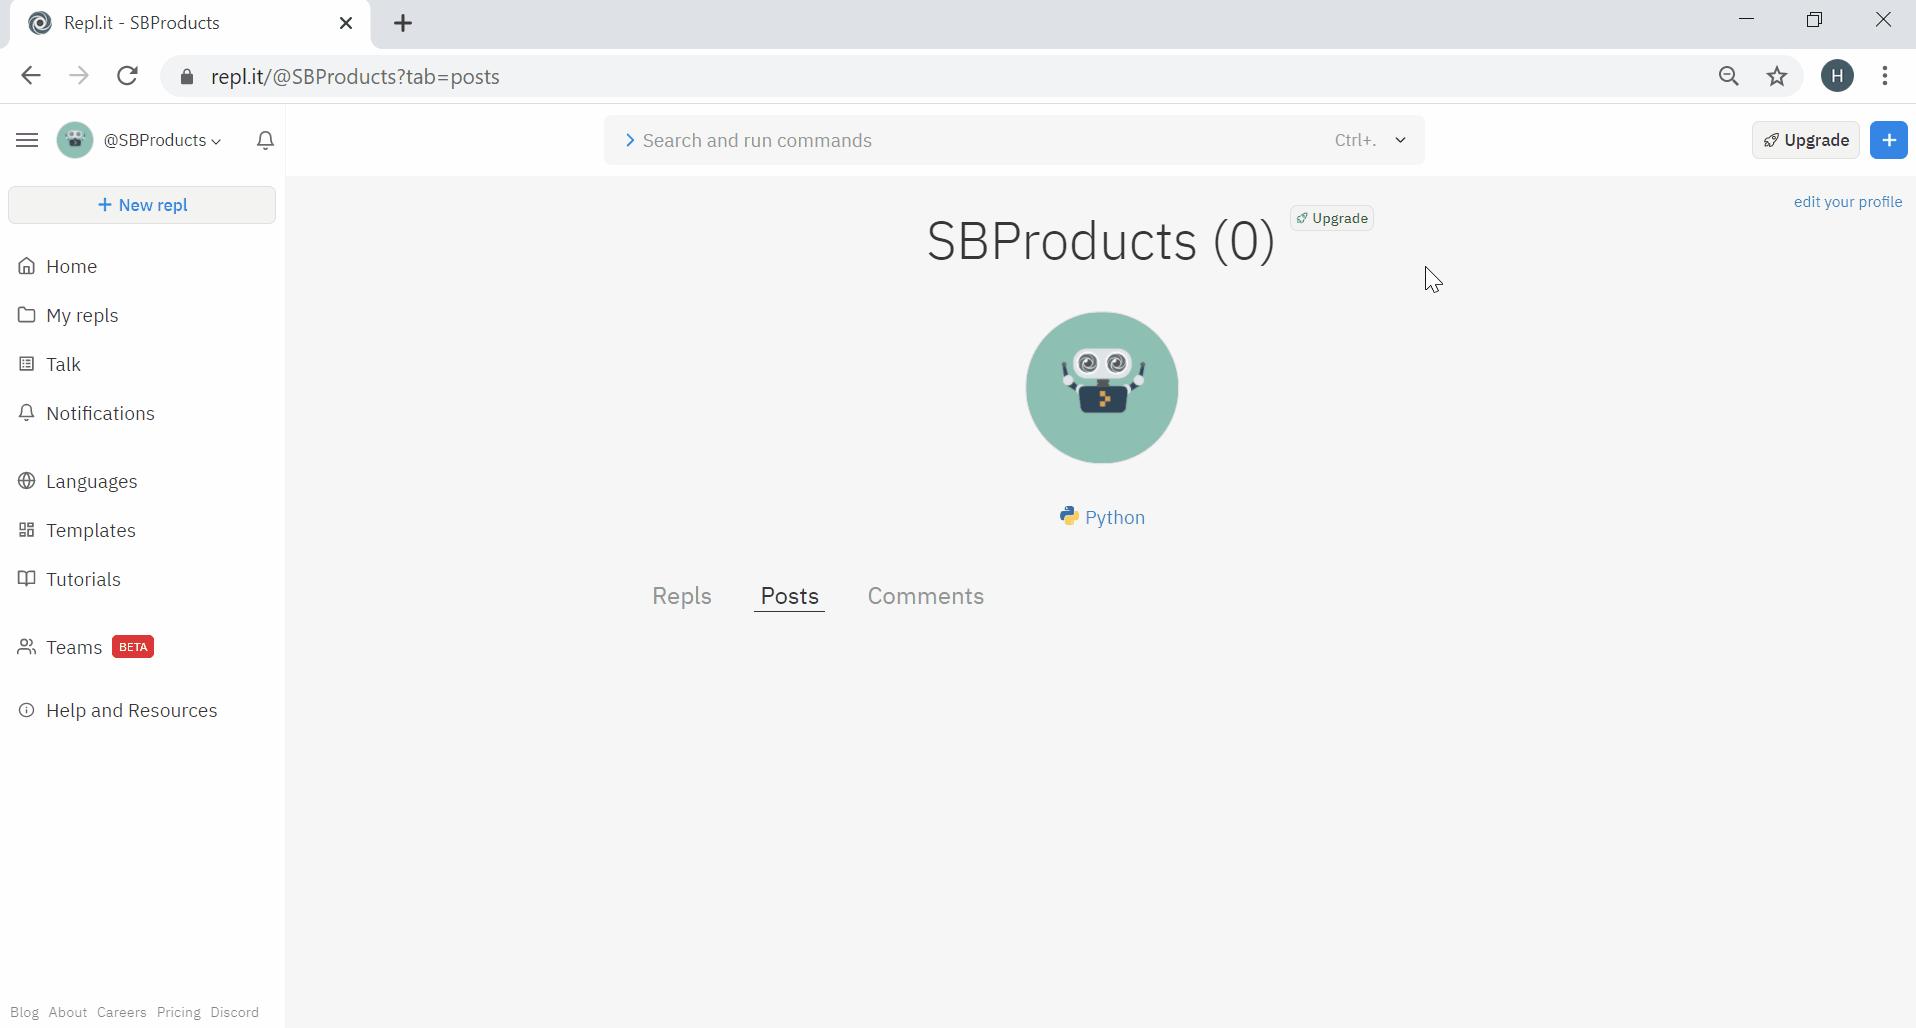 Repl.it - SBProducts
repl.it/@SBProducts?tab=posts
H
@SBProducts
Search and run commands Ctrl+.
Upgrade
+ New repl
edit your profile
SBProducts (0) Upgrade
Home
My repls
Talk
Notifications
Languages
Python
Templates
Tutorials
Repls Posts Comments
Teams BETA
Help and Resources
Blog About Careers Pricing Discord